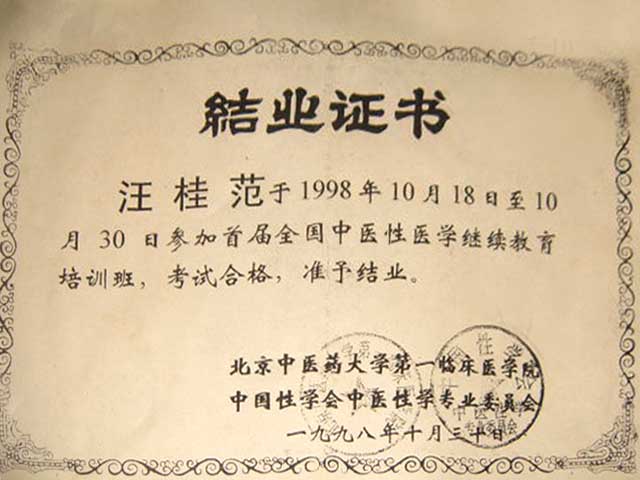 結业证书
汪桂范于1998年10月18日至10
月30日参加首届全国中医性医学继续教育
培训班，考试合格，准予结业。
北京中医药大学第一临床医学院
中国性学会中医性学专业委员会
一九九八年十月三十日